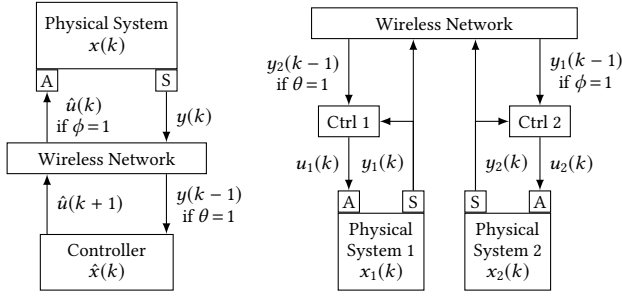 Physical System
x(k)
A
S
û(k)
if ϕ=1
y(k)
Wireless Network
û(k+1)
y(k−1)
if θ=1
Controller
x̂(k)
Wireless Network
y₂(k−1)
if θ=1
y₁(k−1)
if ϕ=1
Ctrl 1
Ctrl 2
u₁(k)
y₁(k)
y₂(k)
u₂(k)
A
S
S
A
Physical
System 1
x₁(k)
Physical
System 2
x₂(k)